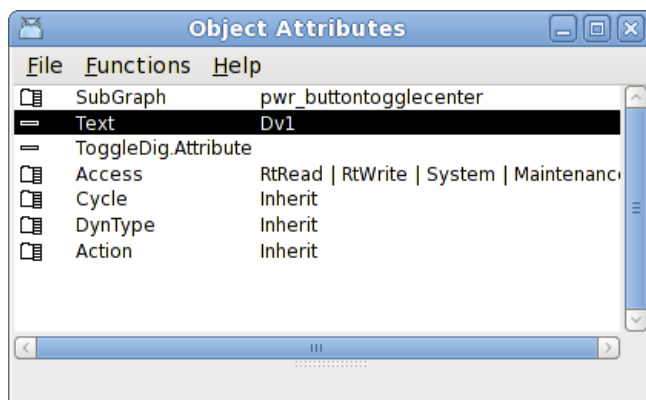 Object Attributes
File Functions Help
SubGraph pwr_buttontogglecenter
Text Dv1
ToggleDig.Attribute
Access RtRead | RtWrite | System | Maintenance
Cycle Inherit
DynType Inherit
Action Inherit